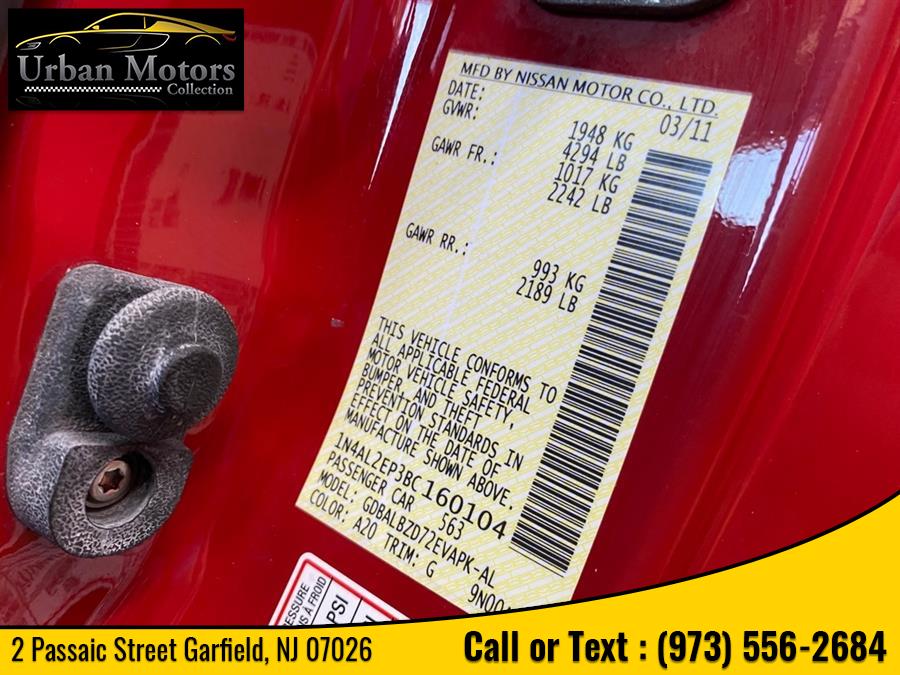 Urban Motors
Collection
MFD BY NISSAN MOTOR CO., LTD.
DATE: 03/11
GVWR: 1948 KG
4294 LB
GAWR FR.: 1017 KG
2242 LB
GAWR RR.: 993 KG
2189 LB
THIS VEHICLE CONFORMS TO
ALL APPLICABLE FEDERAL
MOTOR VEHICLE SAFETY,
BUMPER, AND THEFT
PREVENTION STANDARDS IN
EFFECT ON THE DATE OF
MANUFACTURE SHOWN ABOVE.
1N4AL2EP3BC160104
PASSENGER CAR 563
MODEL: GDBALBZD72EVAPK-AL
COLOR: A20 TRIM: G
PSI
2 Passaic Street Garfield, NJ 07026
Call or Text : (973) 556-2684